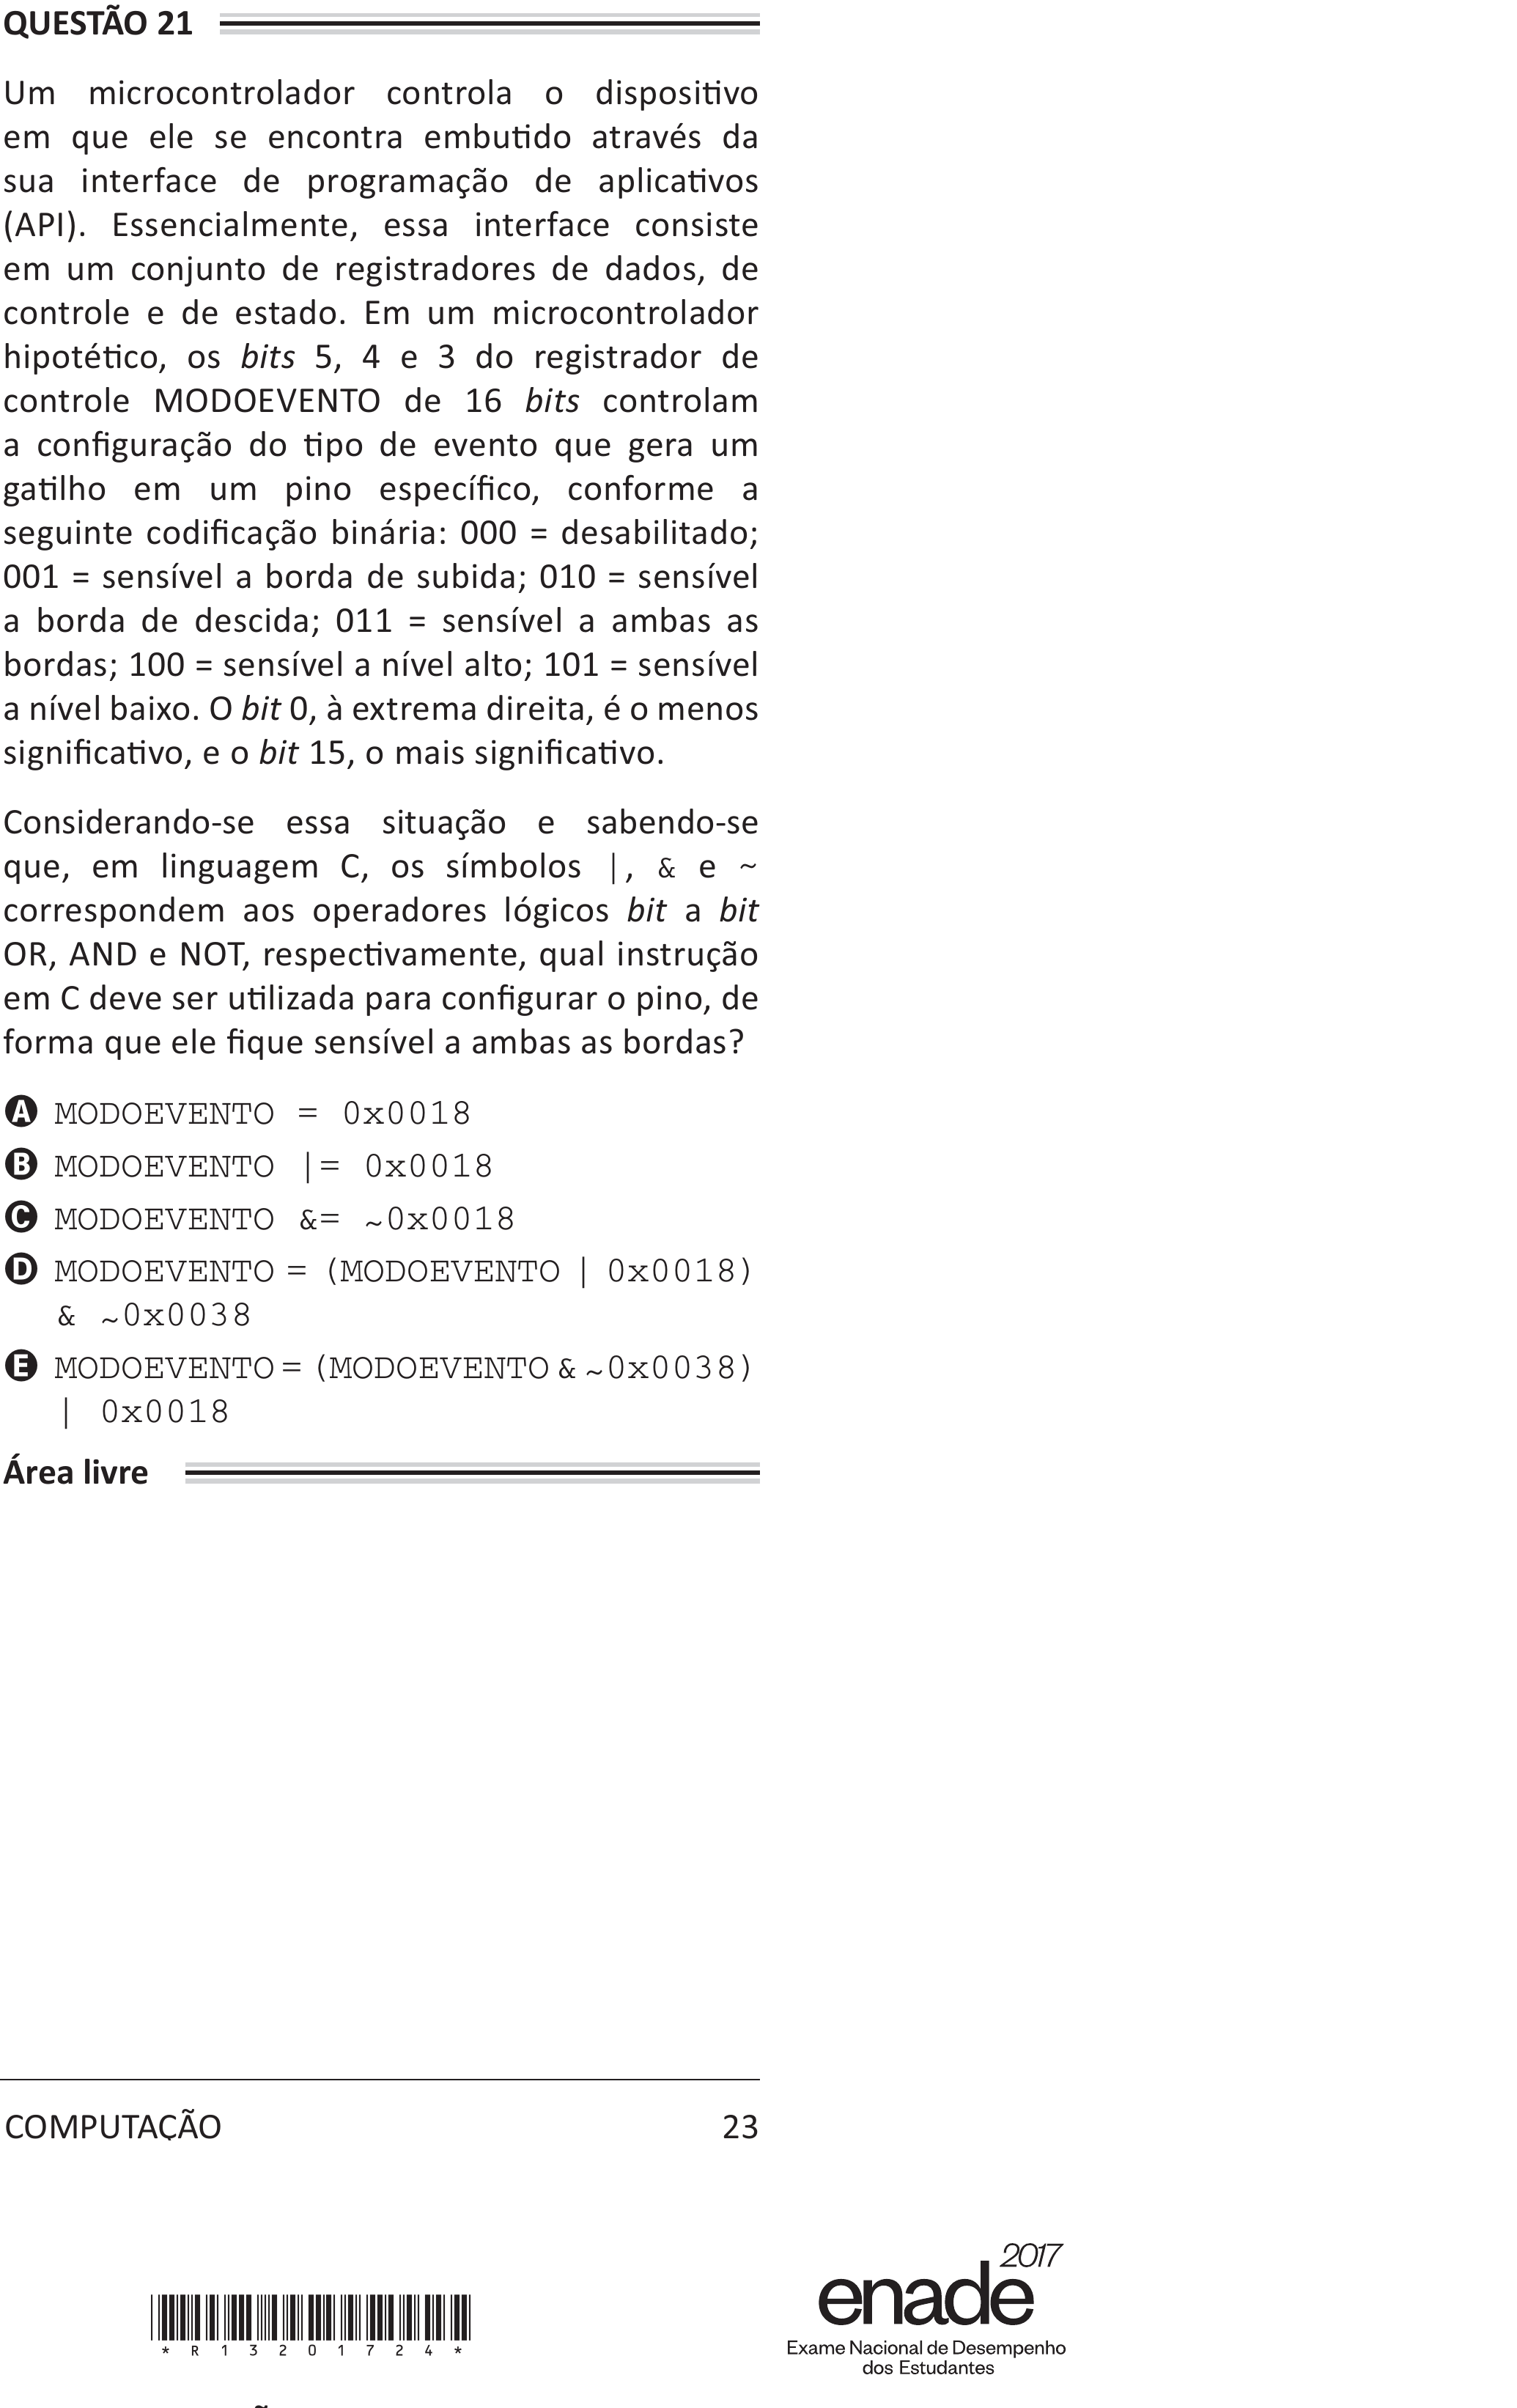 QUESTÃO 21
Um microcontrolador controla o dispositivo
em que ele se encontra embutido através da
sua interface de programação de aplicativos
(API). Essencialmente, essa interface consiste
em um conjunto de registradores de dados, de
controle e de estado. Em um microcontrolador
hipotético, os bits 5, 4 e 3 do registrador de
controle MODOEVENTO de 16 bits controlam
a configuração do tipo de evento que gera um
gatilho em um pino específico, conforme a
seguinte codificação binária: 000 = desabilitado;
001 = sensível a borda de subida; 010 = sensível
a borda de descida; 011 = sensível a ambas as
bordas; 100 = sensível a nível alto; 101 = sensível
a nível baixo. O bit 0, à extrema direita, é o menos
significativo, e o bit 15, o mais significativo.
Considerando-se essa situação e sabendo-se
que, em linguagem C, os símbolos |, & e ~
correspondem aos operadores lógicos bit a bit
OR, AND e NOT, respectivamente, qual instrução
em C deve ser utilizada para configurar o pino, de
forma que ele fique sensível a ambas as bordas?
A MODOEVENTO = 0x0018
B MODOEVENTO |= 0x0018
C MODOEVENTO &= ~0x0018
D MODOEVENTO = (MODOEVENTO | 0x0018)
& ~0x0038
E MODOEVENTO = (MODOEVENTO & ~0x0038)
| 0x0018
Área livre
COMPUTAÇÃO 23
*R13201724*
enade 2017
Exame Nacional de Desempenho
dos Estudantes